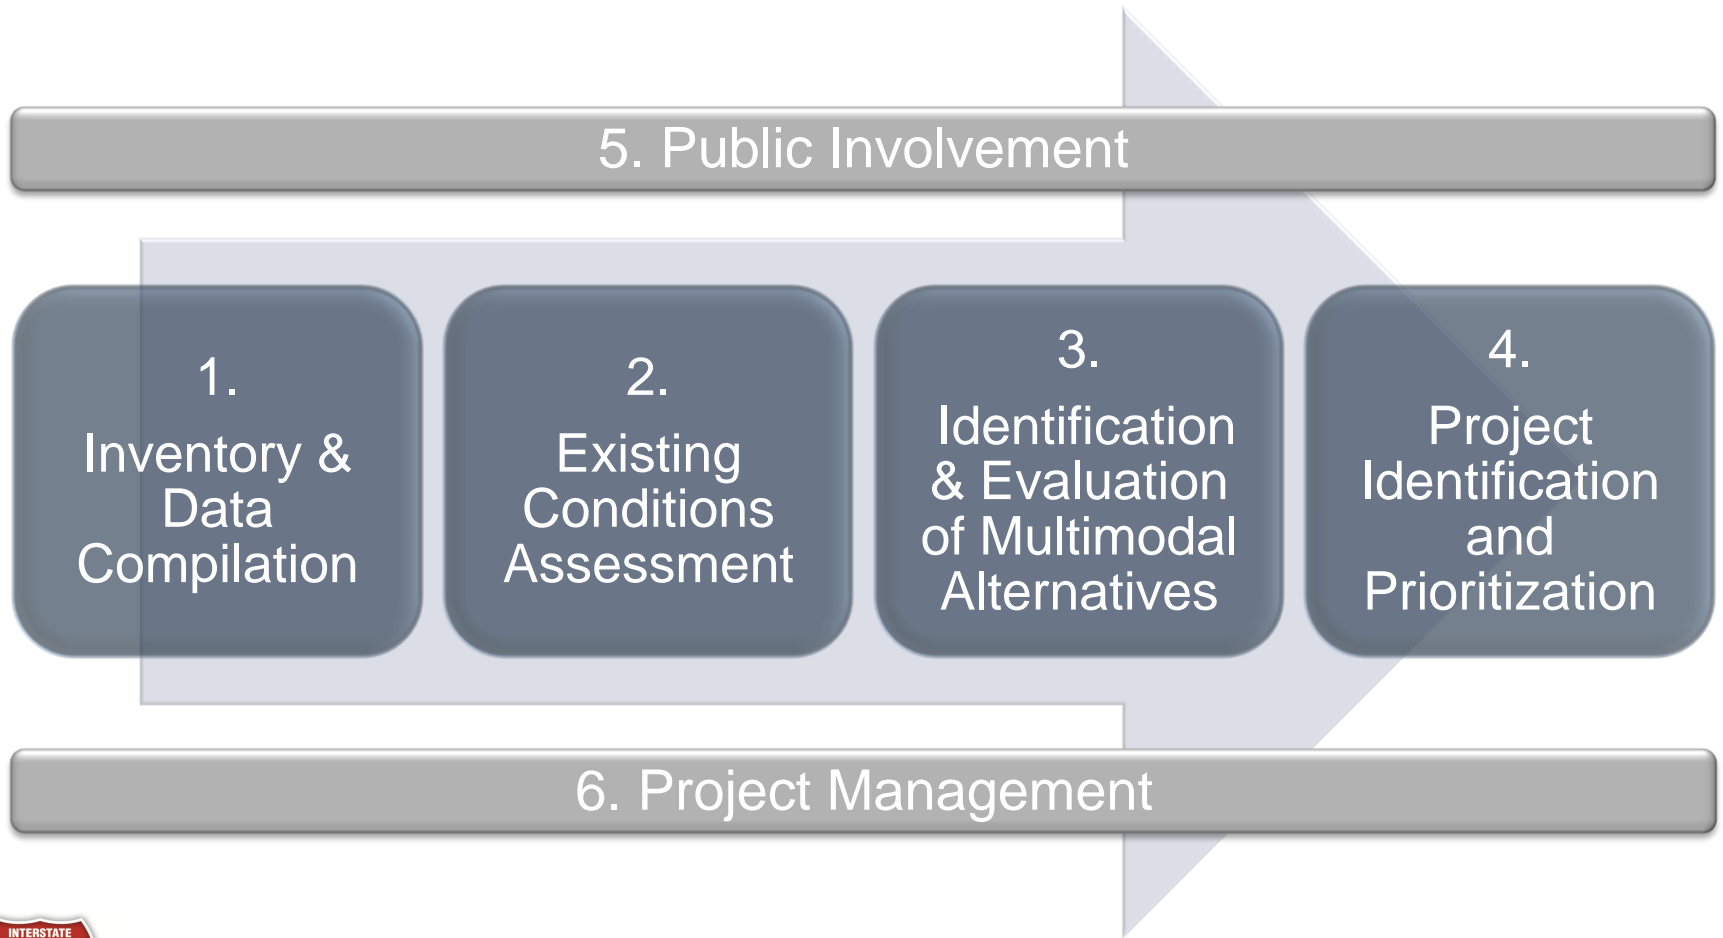 5. Public Involvement
1.
Inventory &
Data
Compilation
2.
Existing
Conditions
Assessment
3.
Identification
& Evaluation
of Multimodal
Alternatives
4.
Project
Identification
and
Prioritization
6. Project Management
INTERSTATE